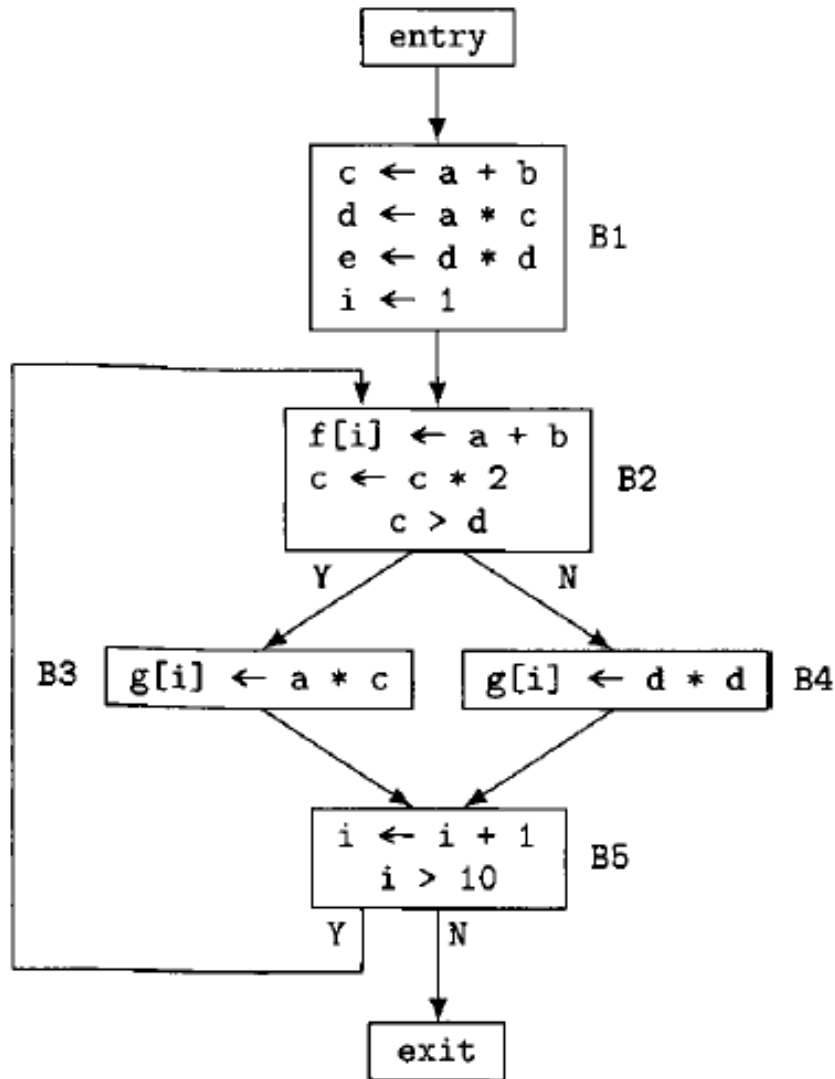 entry
c ← a + b
d ← a * c
e ← d * d
i ← 1
B1
f[i] ← a + b
c ← c * 2
c > d
B2
Y
N
B3
g[i] ← a * c
g[i] ← d * d
B4
i ← i + 1
i > 10
B5
Y
N
exit